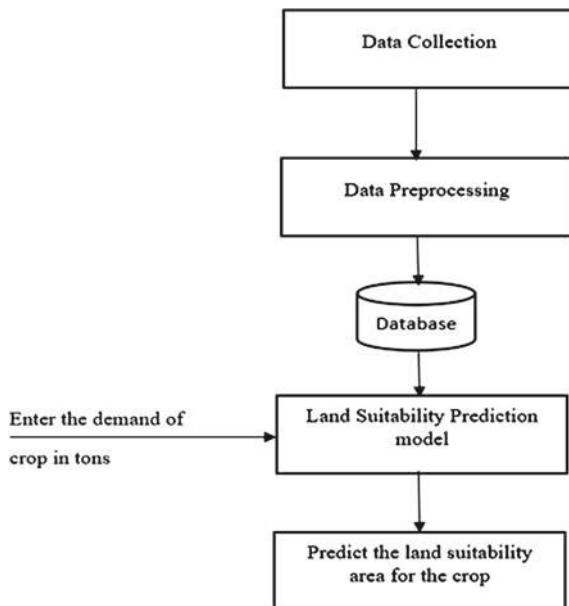 Data Collection
Data Preprocessing
Database
Enter the demand of
crop in tons
Land Suitability Prediction
model
Predict the land suitability
area for the crop